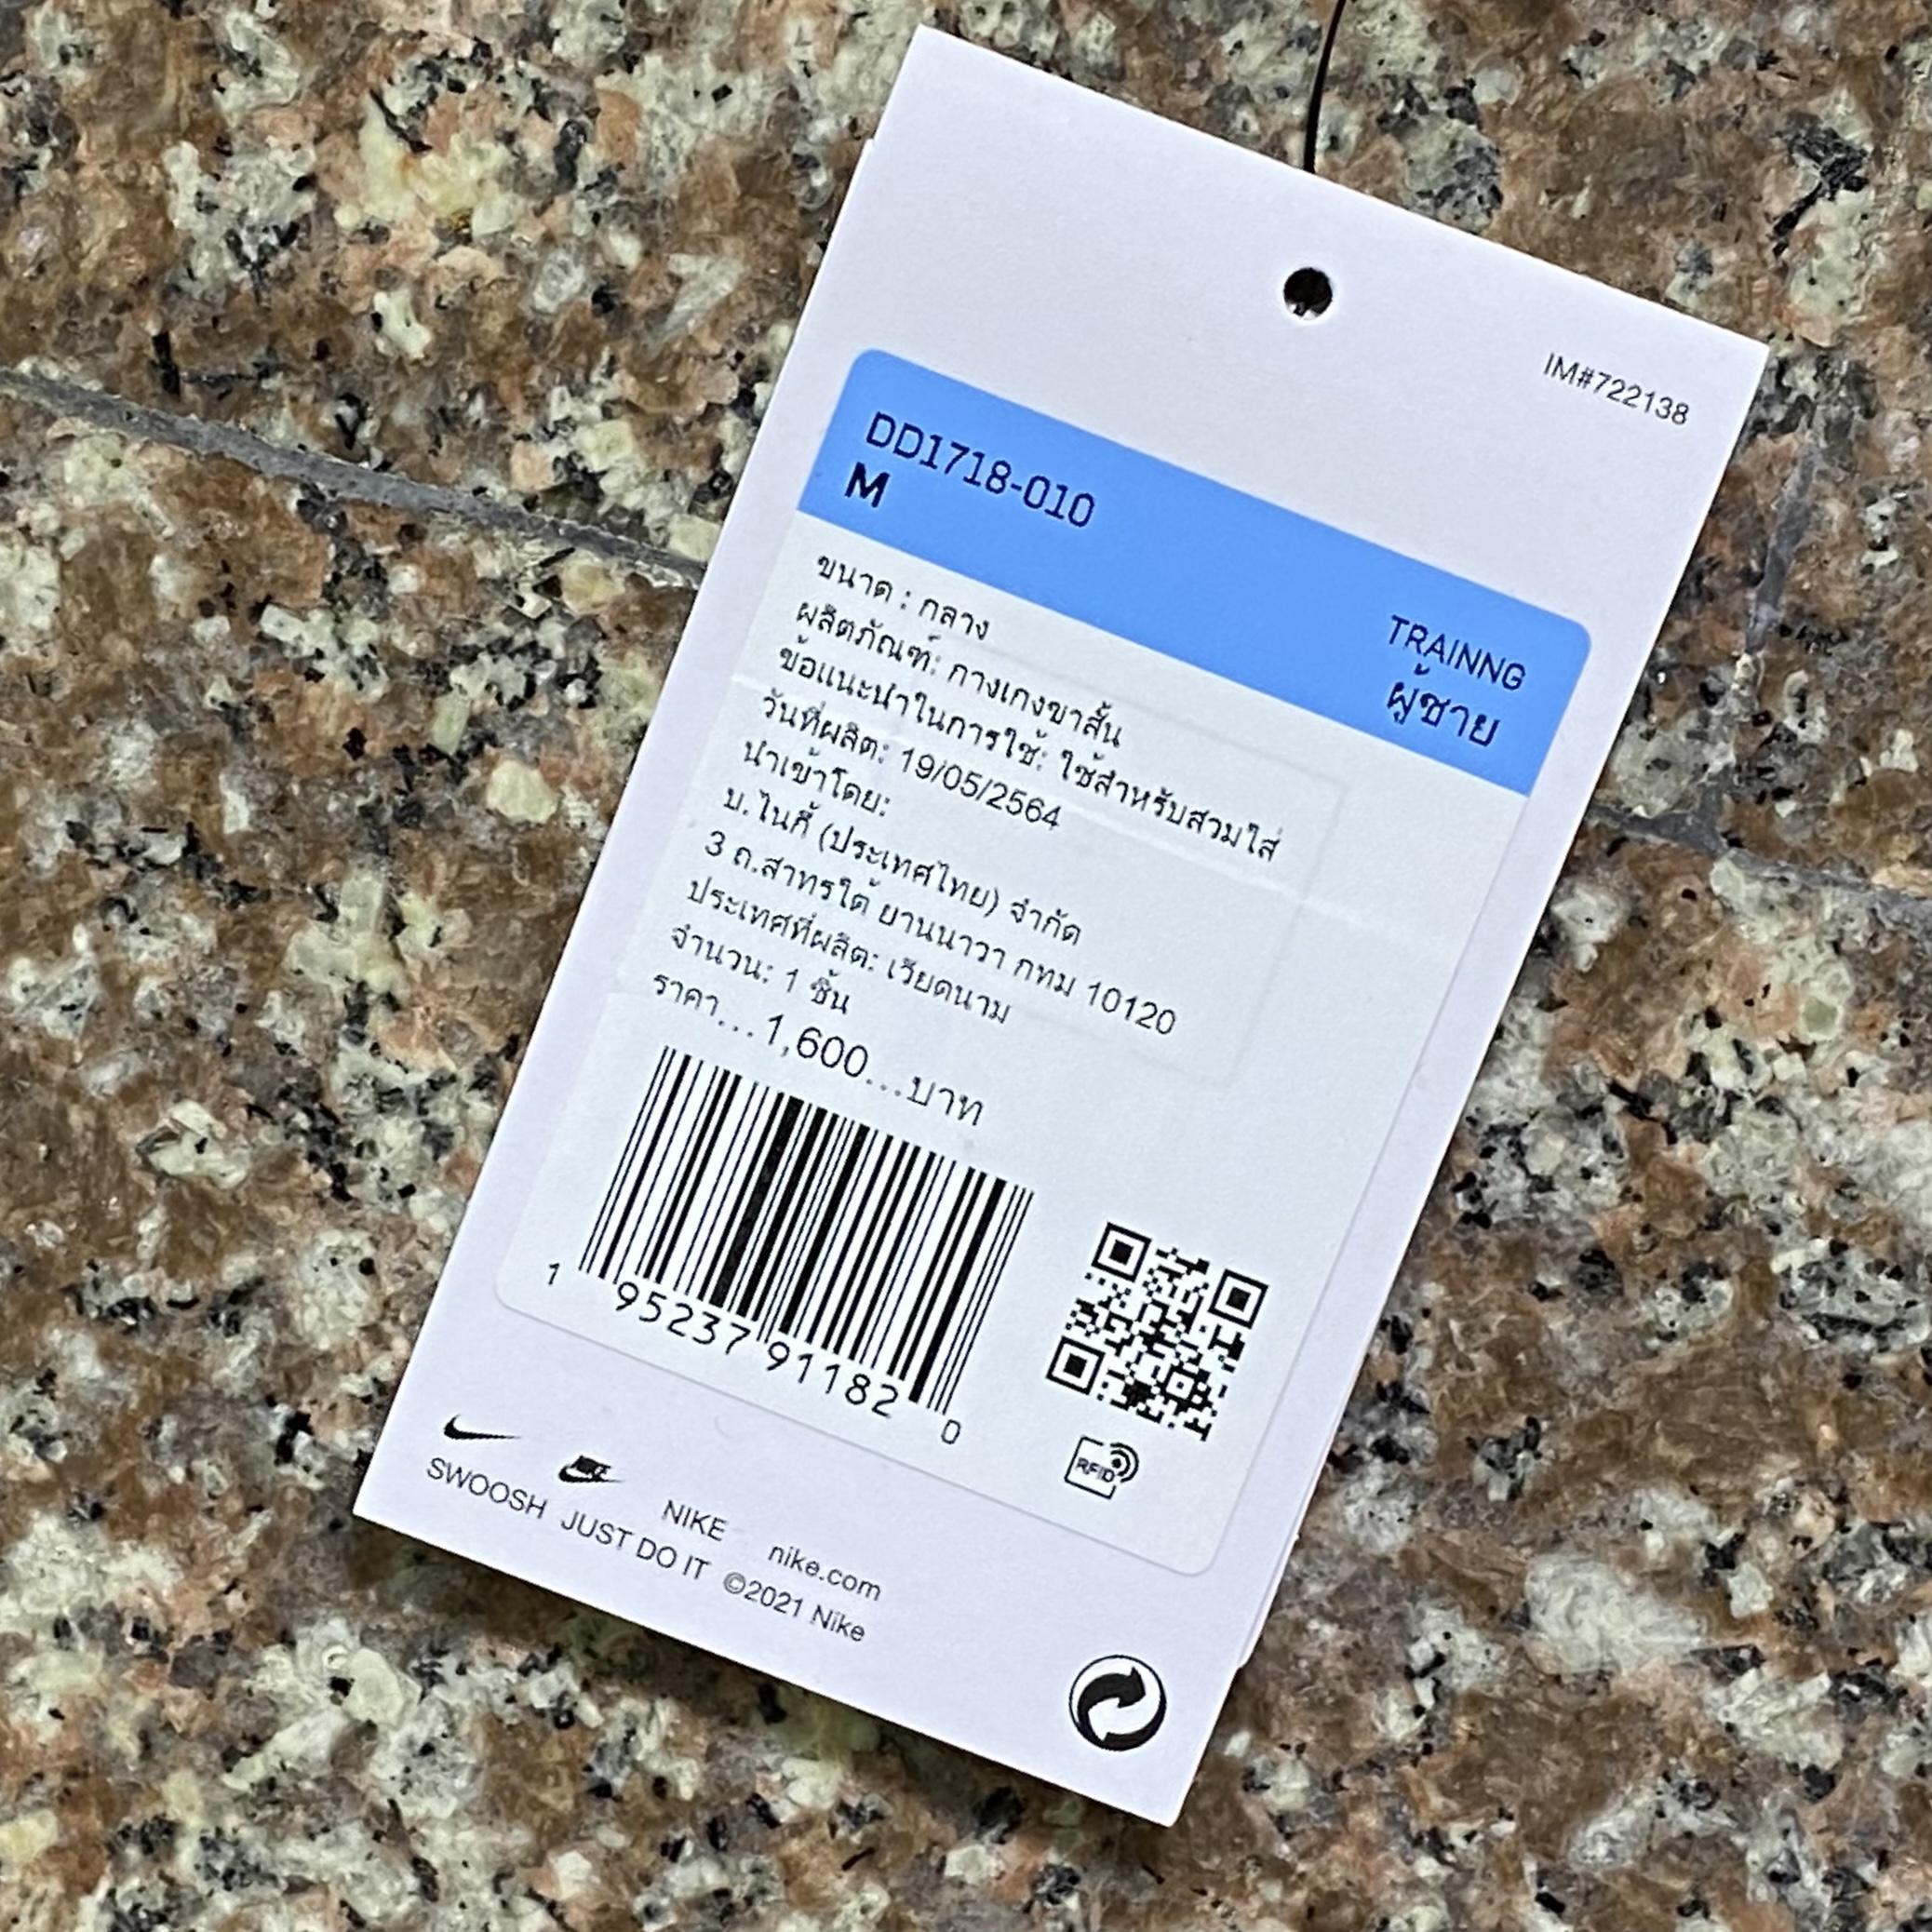 IM#722138
DD1718-010
M
TRAINNG
ผู้ชาย
ขนาด : กลาง
ผลิตภัณฑ์: กางเกงขาสั้น
ข้อแนะนำในการใช้: ใช้สำหรับสวมใส่
วันที่ผลิต: 19/05/2564
นำเข้าโดย:
บ.ไนกี้ (ประเทศไทย) จำกัด
3 ถ.สาทรใต้ ยานนาวา กทม 10120
ประเทศที่ผลิต: เวียดนาม
จำนวน: 1 ชิ้น
ราคา...1,600...บาท
1 95237 91182 0
RFID
NIKE nike.com
SWOOSH JUST DO IT ©2021 Nike